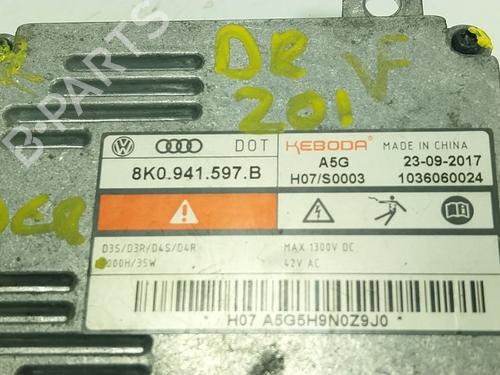 DR VF
201
B-PARTS
DOT KEBODA MADE IN CHINA
8K0.941.597.B A5G 23-09-2017
H07/S0003 1036060024
D3S/D3R/D4S/D4R MAX 1300V DC
000H/35W 42V AC
* H07 A5G5H9N0Z9J0 *